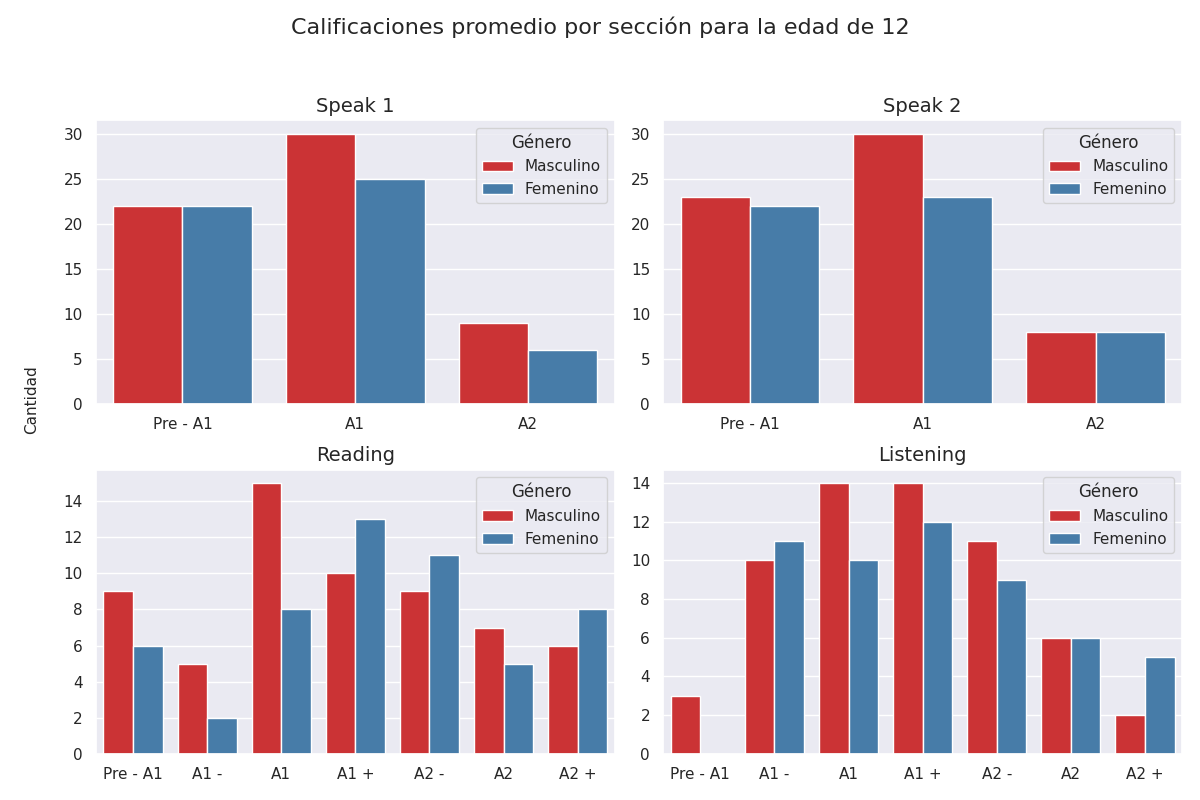 Calificaciones promedio por sección para la edad de 12
Cantidad
Speak 1
30
25
20
15
10
5
0
Género
Masculino
Femenino
Pre - A1 A1 A2
Speak 2
30
25
20
15
10
5
0
Género
Masculino
Femenino
Pre - A1 A1 A2
Reading
14
12
10
8
6
4
2
0
Género
Masculino
Femenino
Pre - A1 A1 - A1 A1 + A2 - A2 A2 +
Listening
14
12
10
8
6
4
2
0
Género
Masculino
Femenino
Pre - A1 A1 - A1 A1 + A2 - A2 A2 +